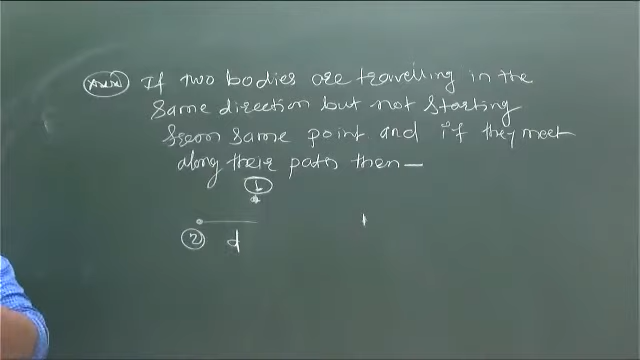 If two bodies are travelling in the
same direction but not starting
from same point and if they meet
along their path then —
1
2 d